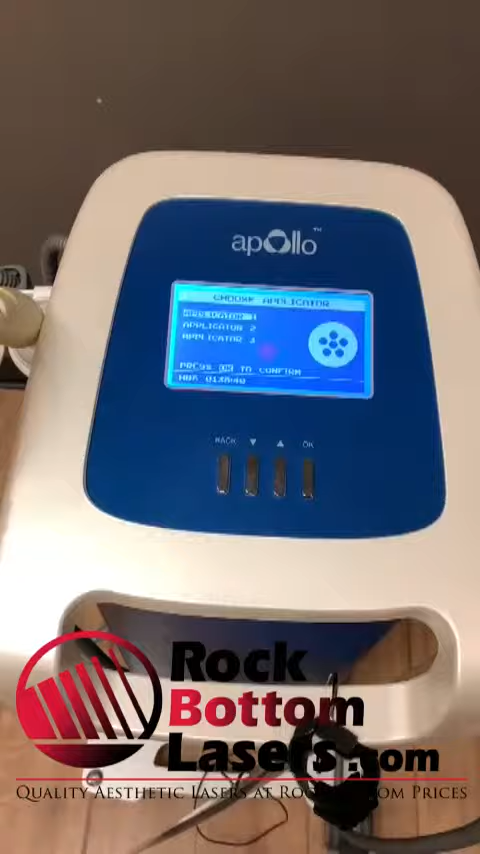 apollo™
CHOOSE APPLICATOR
APPLICATOR 1
APPLICATOR 2
APPLICATOR 3
PRESS OK TO CONFIRM
BACK ▼ ▲ OK
ROCK
BOTTOM
LASERS.COM
QUALITY AESTHETIC LASERS AT ROCK BOTTOM PRICES